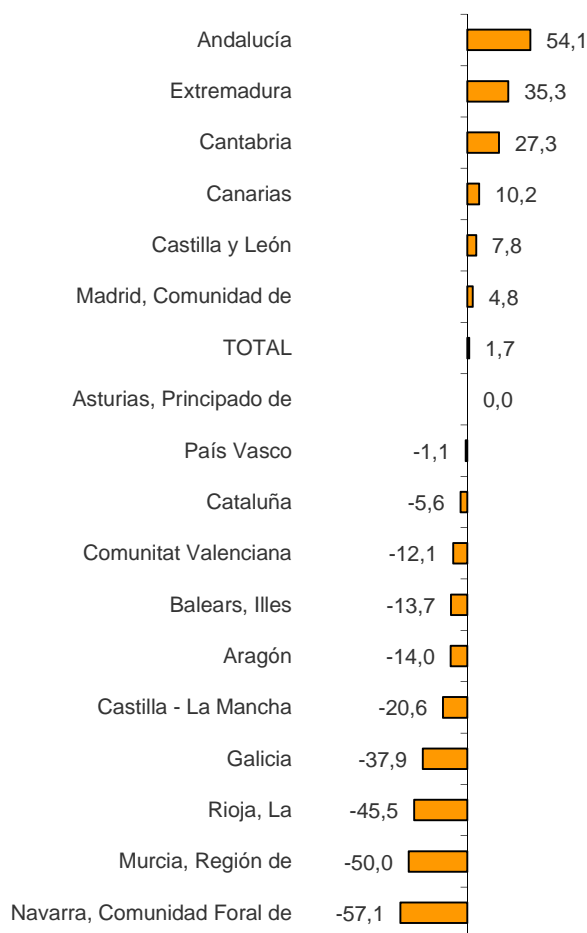 Andalucía 54,1
Extremadura 35,3
Cantabria 27,3
Canarias 10,2
Castilla y León 7,8
Madrid, Comunidad de 4,8
TOTAL 1,7
Asturias, Principado de 0,0
País Vasco -1,1
Cataluña -5,6
Comunitat Valenciana -12,1
Balears, Illes -13,7
Aragón -14,0
Castilla - La Mancha -20,6
Galicia -37,9
Rioja, La -45,5
Murcia, Región de -50,0
Navarra, Comunidad Foral de -57,1